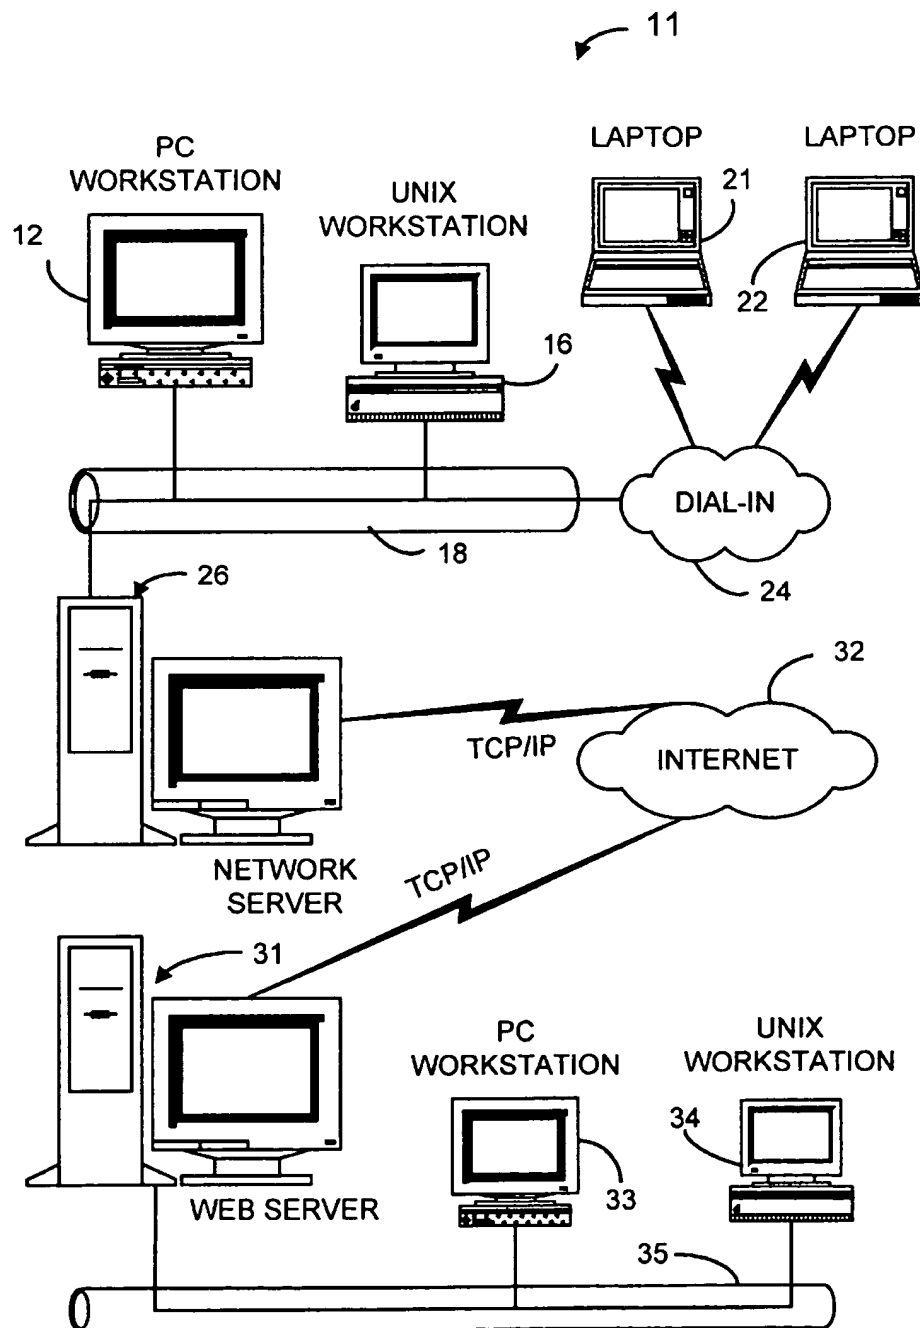 11
LAPTOP
LAPTOP
PC
WORKSTATION
UNIX
WORKSTATION
21
12
22
16
DIAL-IN
18
24
26
32
TCP/IP
INTERNET
NETWORK
SERVER
TCP/IP
31
PC
WORKSTATION
UNIX
WORKSTATION
34
33
WEB SERVER
35